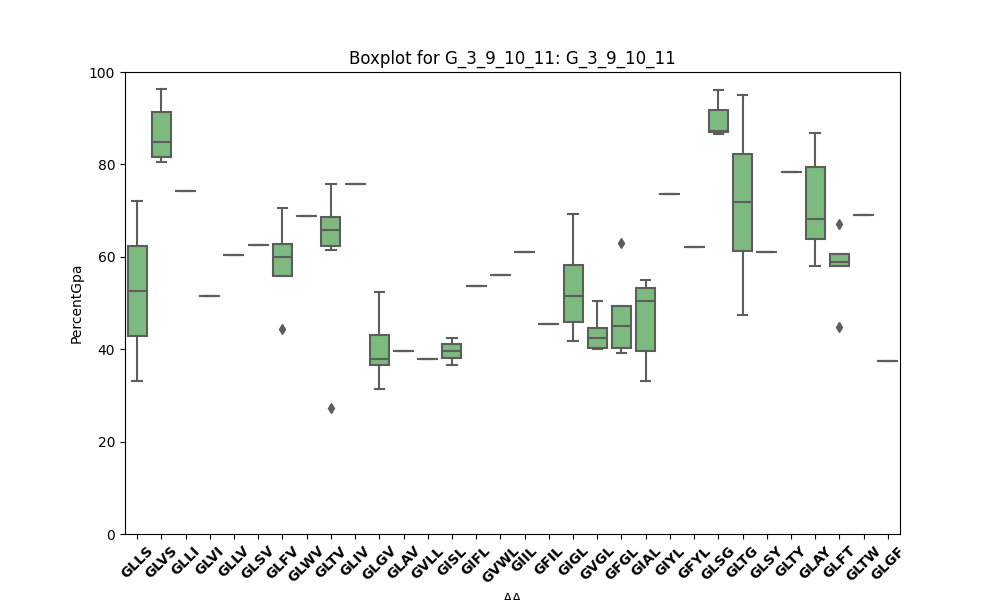 Boxplot for G_3_9_10_11: G_3_9_10_11
PercentGpa
100
80
60
40
20
0
GLLS GLVS GLLI GLVI GLLV GLSV GLFV GLWV GLTV GLIV GLGV GLAV GVLL GISL GIFL GVWL GIIL GFIL GIGL GVGL GFGL GIAL GIYL GFYL GLSG GLTG GLSY GLTY GLAY GLFT GLTW GLGF
AA